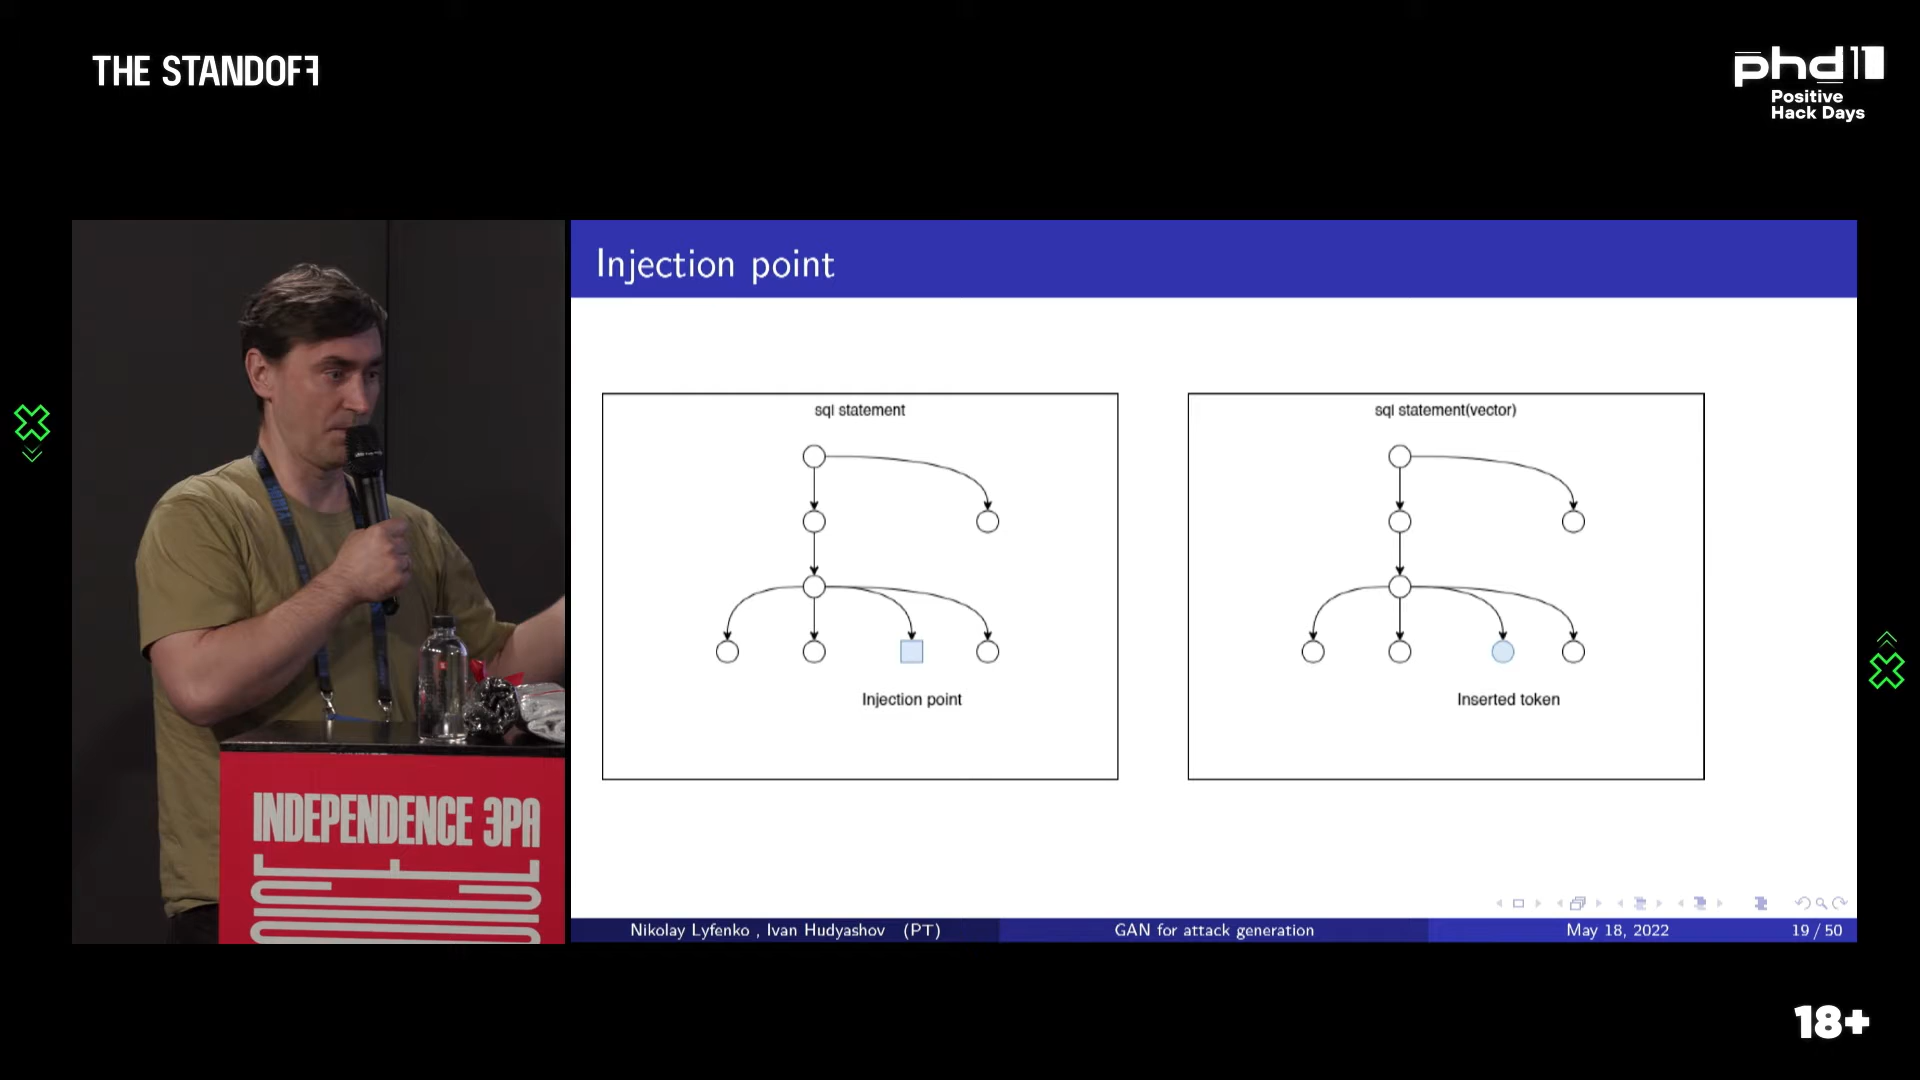 THE STANDOFF
phd11
Positive
Hack Days
Injection point
sql statement
Injection point
sql statement(vector)
Inserted token
INDEPENDENCE ЭРА
Nikolay Lyfenko , Ivan Hudyashov (PT)
GAN for attack generation
May 18, 2022
19 / 50
18+